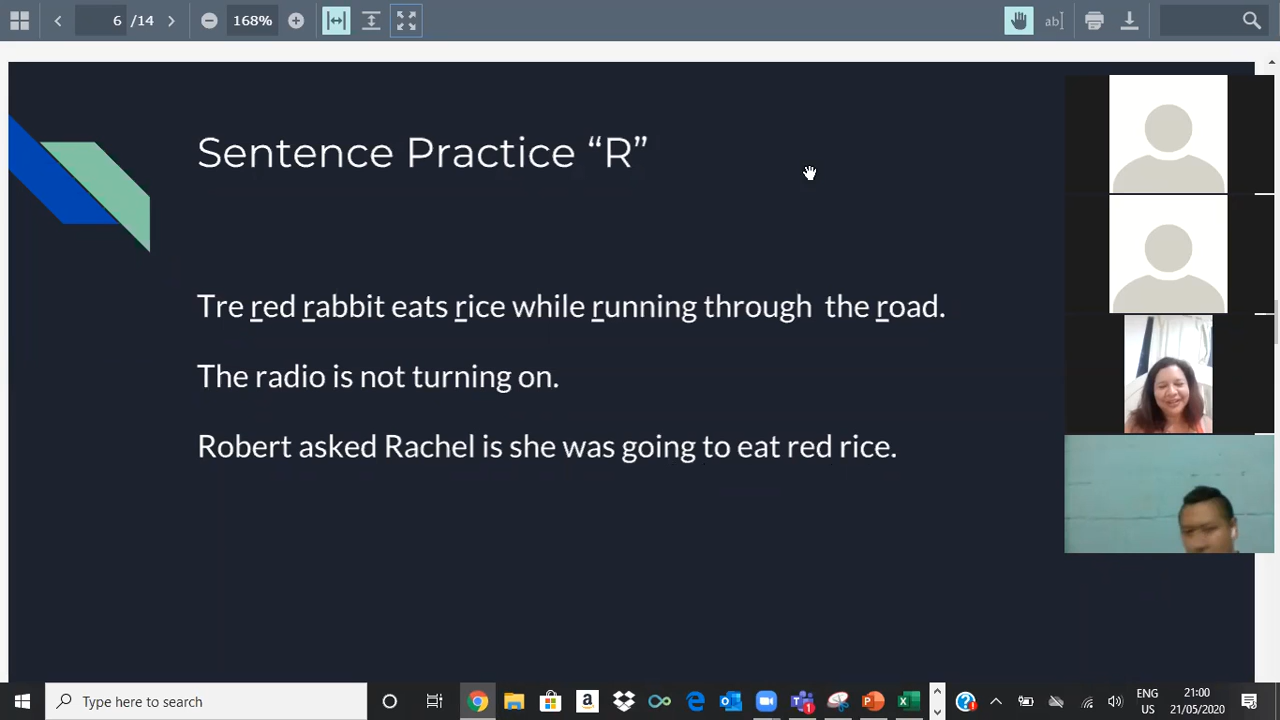 6 /14 168% ab|
Sentence Practice “R”
Tre red rabbit eats rice while running through the road.
The radio is not turning on.
Robert asked Rachel is she was going to eat red rice.
Type here to search
ENG 21:00
US 21/05/2020